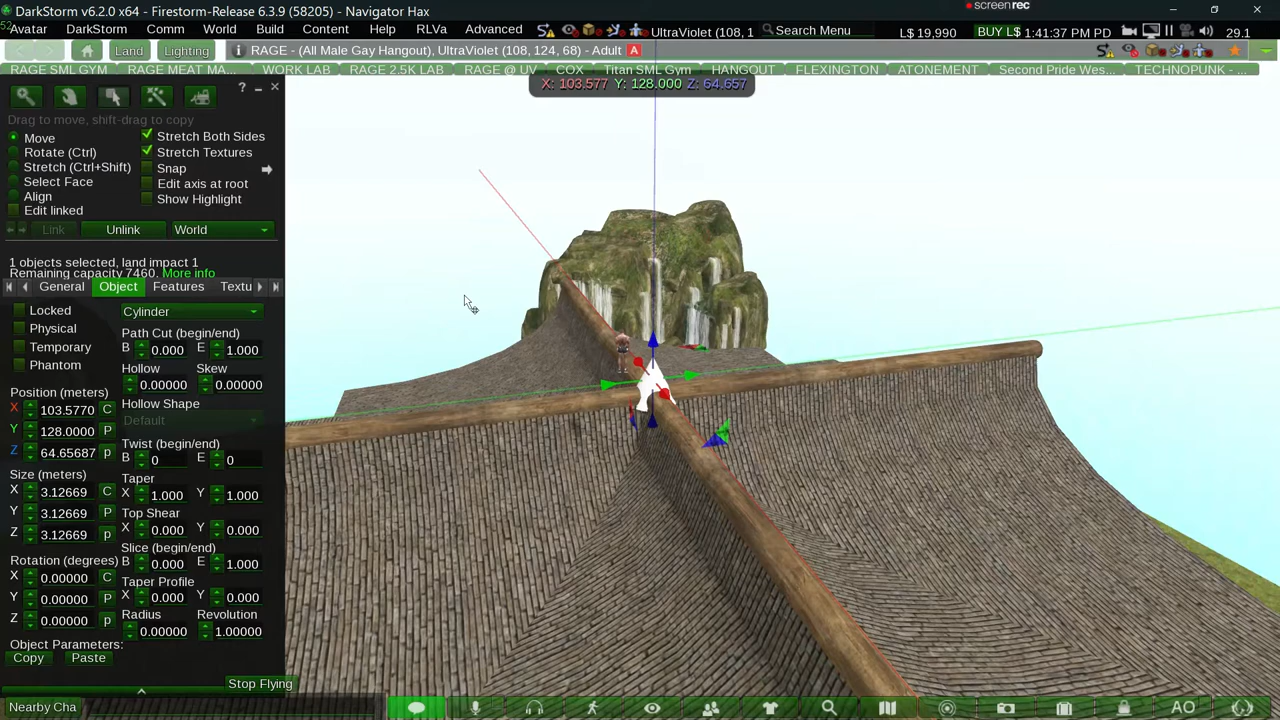 DarkStorm v6.2.0 x64 - Firestorm-Release 6.3.9 (58205) - Navigator Hax
screenrec
Avatar DarkStorm Comm World Build Content Help RLVa Advanced UltraViolet (108, 1 Search Menu L$ 19,990 BUY L$ 1:41:37 PM PD 29.1
Land Lighting RAGE - (All Male Gay Hangout), UltraViolet (108, 124, 68) - Adult A
RAGE SML GYM RAGE MEAT MA... WORK LAB RAGE 2.5K LAB RAGE @ UV COX Titan SML Gym HANGOUT FLEXINGTON ATONEMENT Second Pride Wes... TECHNOPUNK - ...
X: 103.577 Y: 128.000 Z: 64.657
Drag to move, shift-drag to copy
Move
Rotate (Ctrl)
Stretch (Ctrl+Shift)
Select Face
Align
Edit linked
Stretch Both Sides
Stretch Textures
Snap
Edit axis at root
Show Highlight
Link Unlink World
1 objects selected, land impact 1
Remaining capacity 7460. More info
General Object Features Textu
Locked
Physical
Temporary
Phantom
Position (meters)
X 103.5770 C
Y 128.0000 P
Z 64.65687 p
Size (meters)
X 3.12669 C
Y 3.12669 P
Z 3.12669 p
Rotation (degrees)
X 0.00000 C
Y 0.00000 P
Z 0.00000 p
Object Parameters:
Copy Paste
Cylinder
Path Cut (begin/end)
B 0.000 E 1.000
Hollow Skew
0.00000 0.00000
Hollow Shape
Default
Twist (begin/end)
B 0 E 0
Taper
X 1.000 Y 1.000
Top Shear
X 0.000 Y 0.000
Slice (begin/end)
B 0.000 E 1.000
Taper Profile
X 0.000 Y 0.000
Radius Revolution
0.00000 1.00000
Stop Flying
Nearby Cha
AO